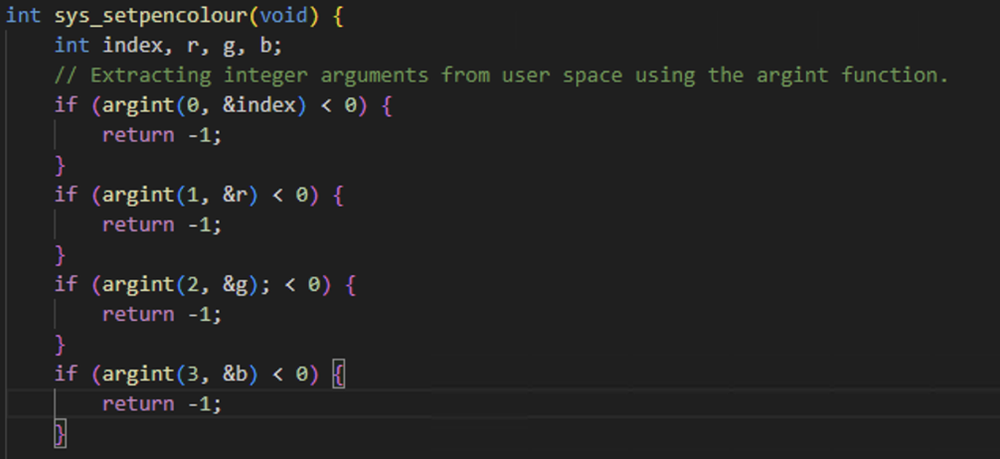 int sys_setpencolour(void) {
    int index, r, g, b;
    // Extracting integer arguments from user space using the argint function.
    if (argint(0, &index) < 0) {
        return -1;
    }
    if (argint(1, &r) < 0) {
        return -1;
    }
    if (argint(2, &g); < 0) {
        return -1;
    }
    if (argint(3, &b) < 0) {
        return -1;
    }